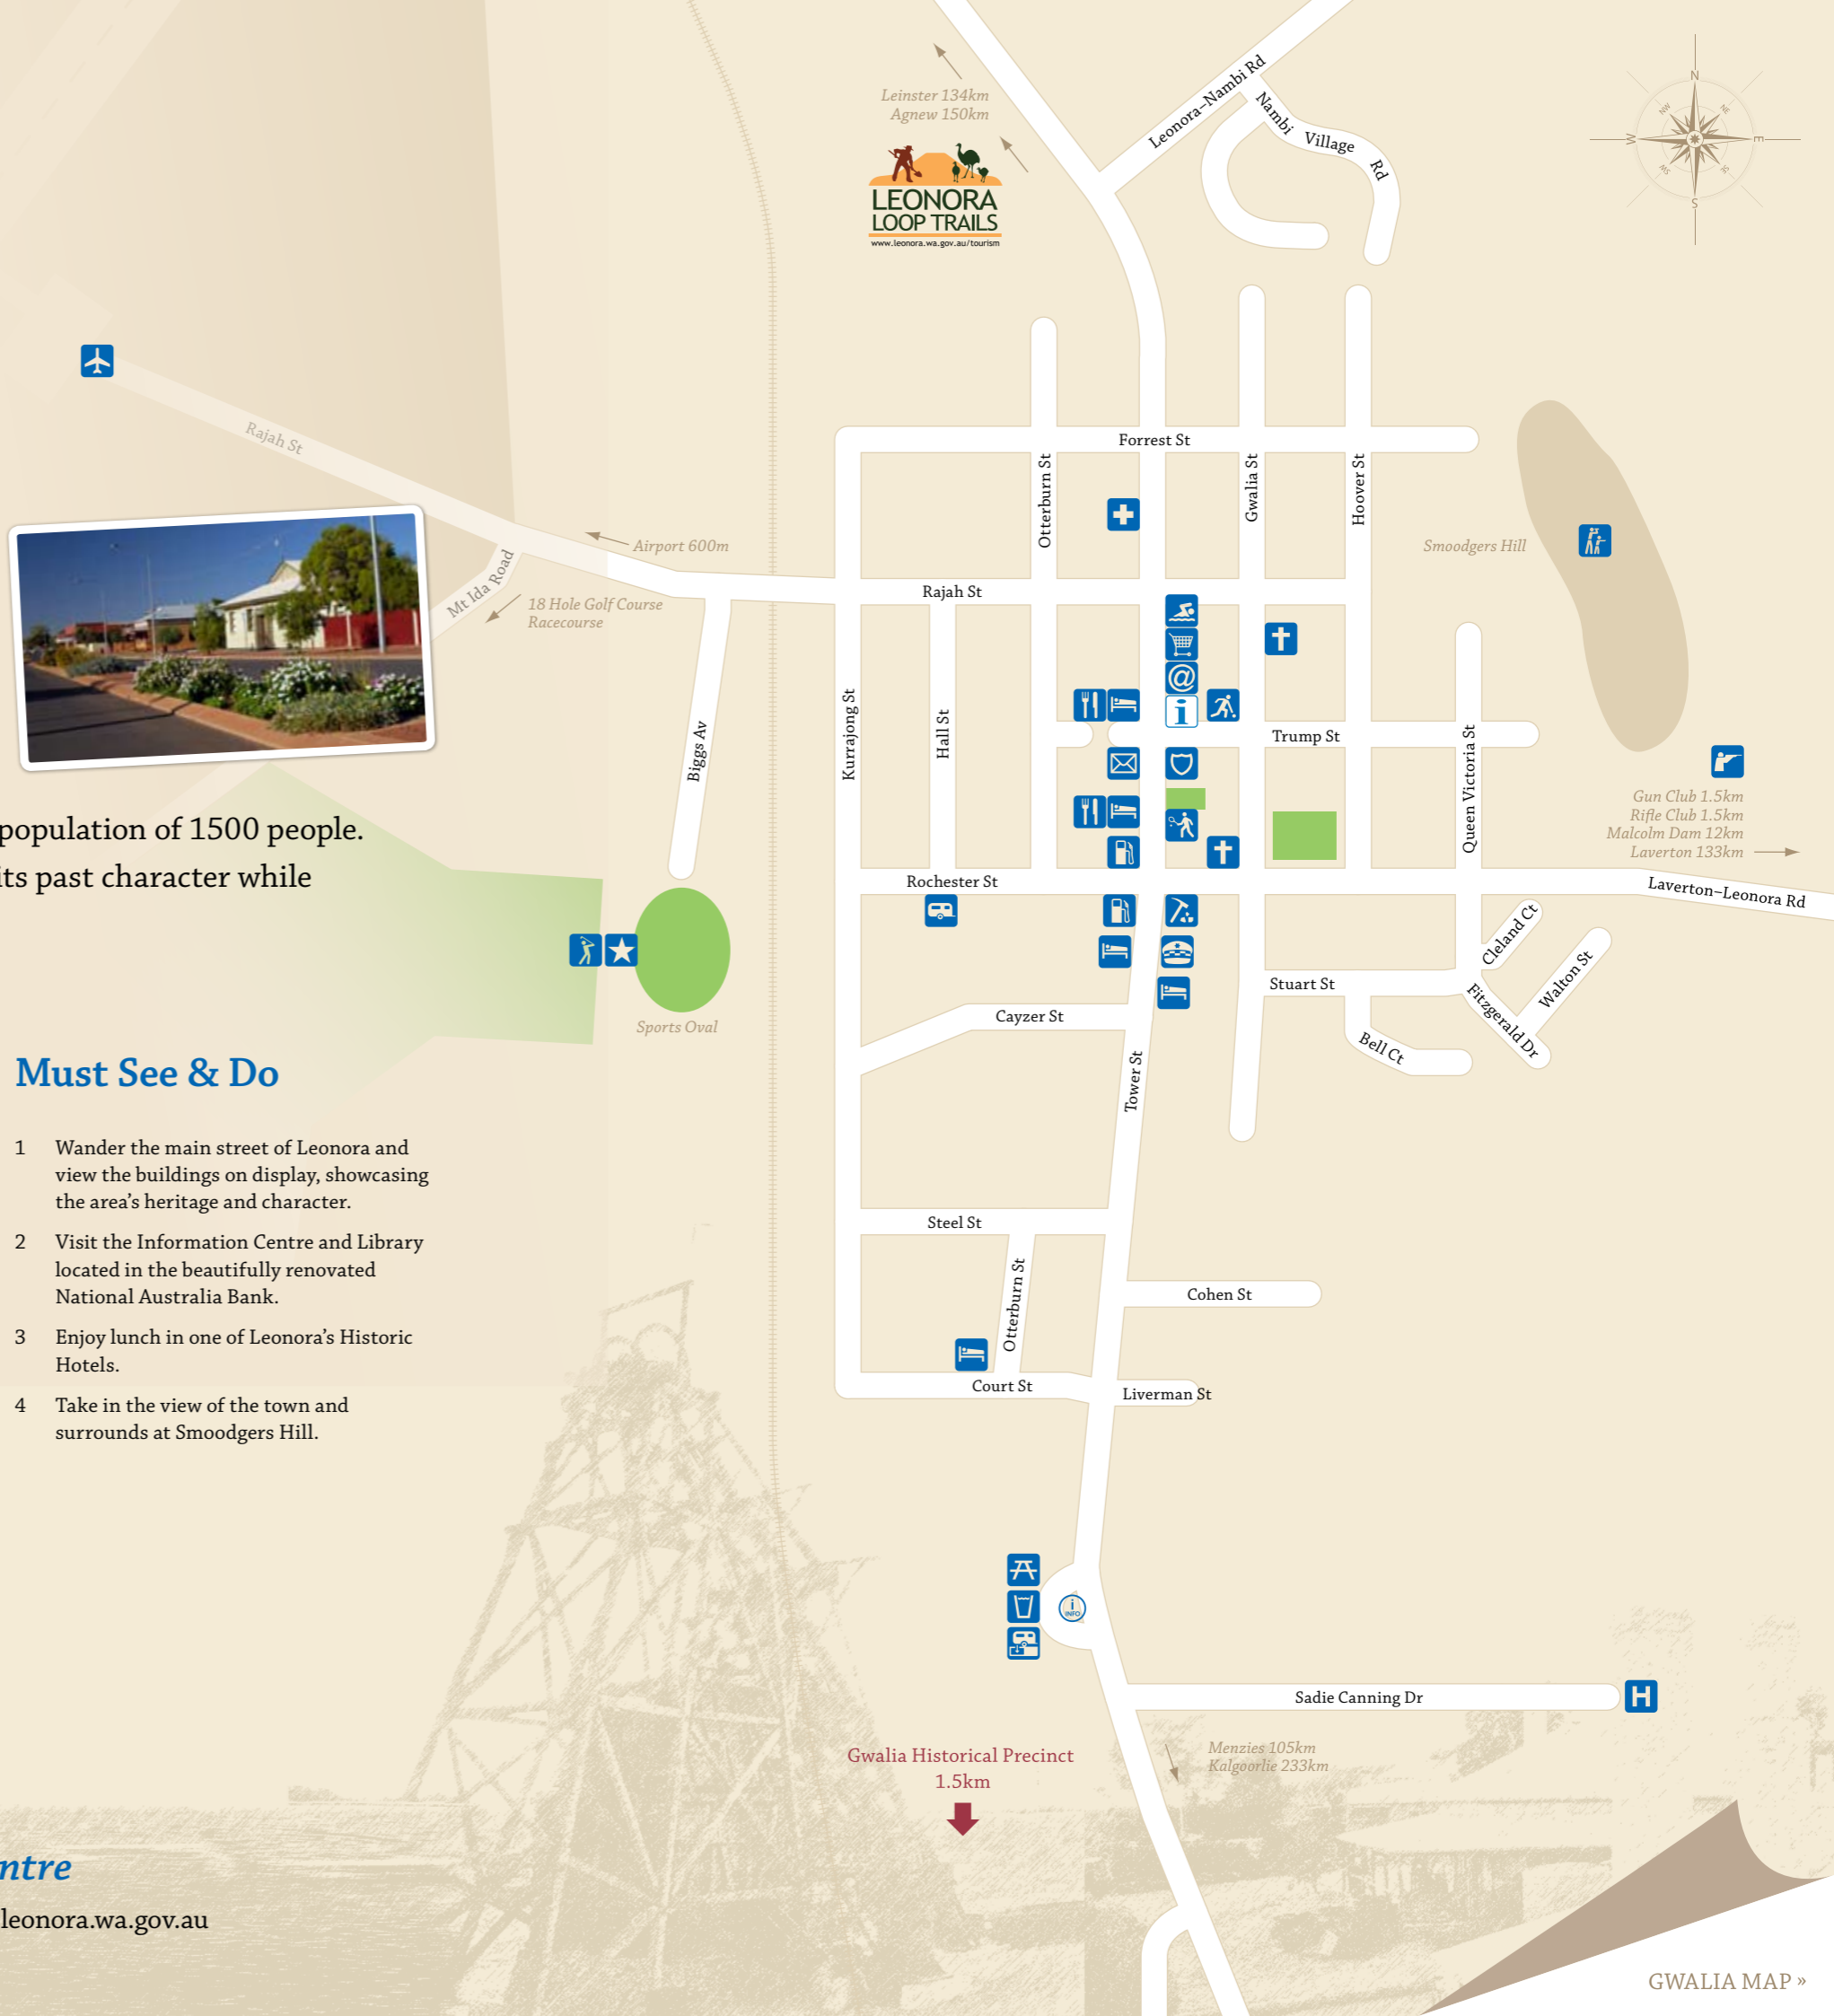 Leinster 134km
Agnew 150km
LEONORA
LOOP TRAILS
www.leonora.wa.gov.au/tourism
Leonora–Nambi Rd
Nambi Village Rd
N
NE
E
SE
S
SW
W
NW
Rajah St
Forrest St
Otterburn St
Gwalia St
Hoover St
Smoodgers Hill
Airport 600m
Mt Ida Road
18 Hole Golf Course
Racecourse
Rajah St
@
i
Biggs Av
Kurrajong St
Hall St
Trump St
Queen Victoria St
Gun Club 1.5km
Rifle Club 1.5km
Malcolm Dam 12km
Laverton 133km
population of 1500 people.
its past character while
Rochester St
Laverton–Leonora Rd
Cleland Ct
Walton St
Stuart St
Fitzgerald Dr
Bell Ct
Sports Oval
Cayzer St
Tower St
Must See & Do
1 Wander the main street of Leonora and
view the buildings on display, showcasing
the area's heritage and character.
2 Visit the Information Centre and Library
located in the beautifully renovated
National Australia Bank.
3 Enjoy lunch in one of Leonora's Historic
Hotels.
4 Take in the view of the town and
surrounds at Smoodgers Hill.
Steel St
Otterburn St
Cohen St
Court St
Liverman St
i
INFO
Sadie Canning Dr
H
Menzies 105km
Kalgoorlie 233km
Gwalia Historical Precinct
1.5km
ntre
leonora.wa.gov.au
GWALIA MAP »